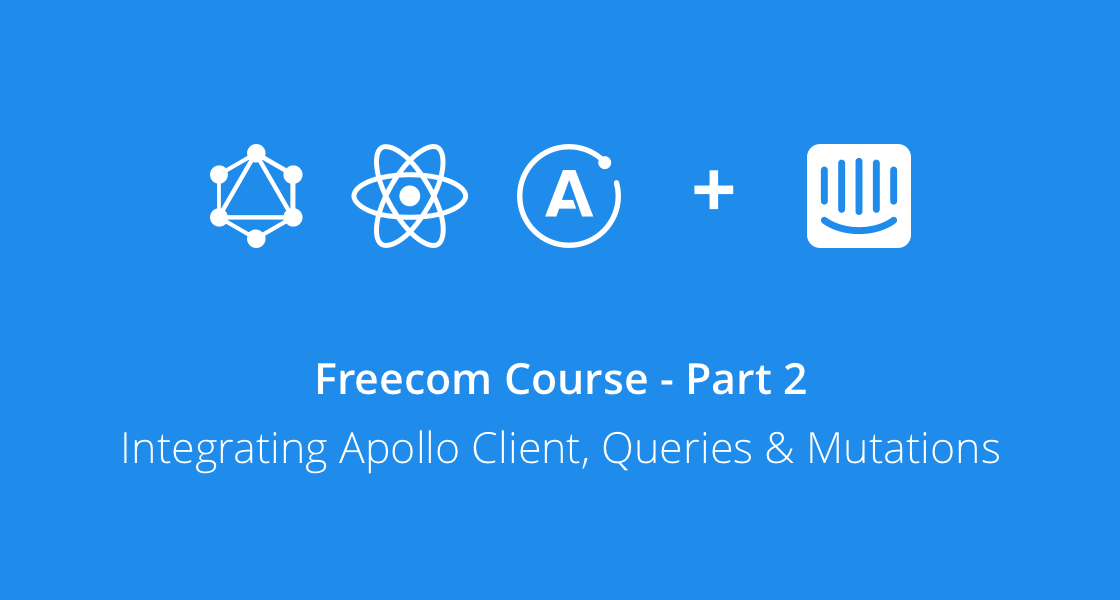 A
+
Freecom Course - Part 2
Integrating Apollo Client, Queries & Mutations